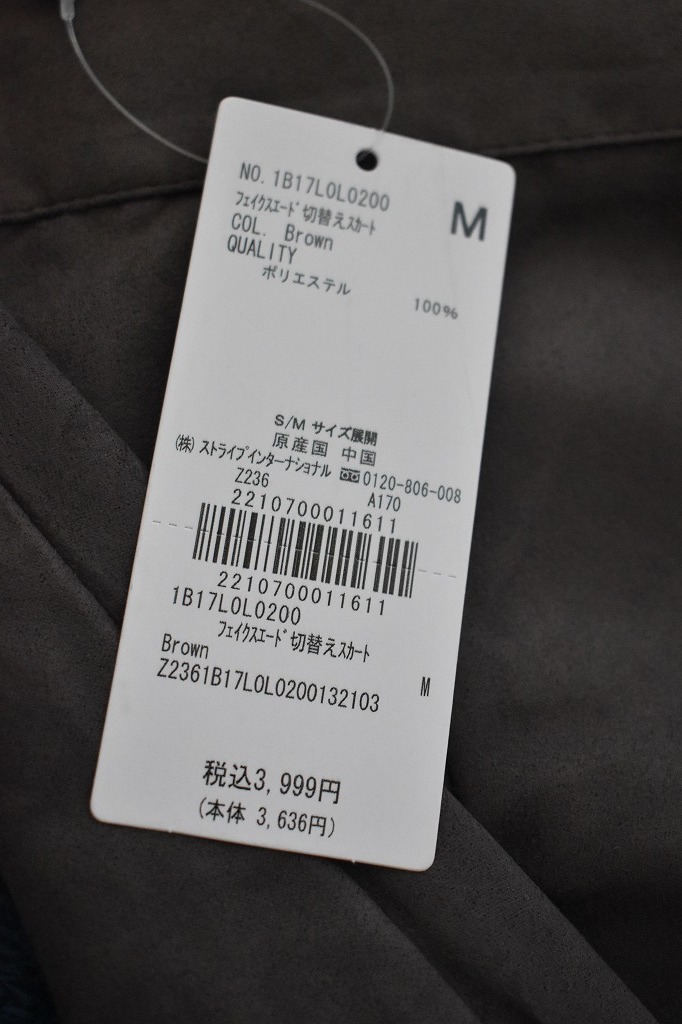 NO. 1B17L0L0200
M
フェイクスエード切替えスカート
COL. Brown
QUALITY
ポリエステル 100%
S/M サイズ展開
原産国 中国
(株)ストライプインターナショナル 0120-806-008
Z236 A170
2210700011611
2210700011611
1B17L0L0200
フェイクスエード切替えスカート
Brown M
Z2361B17L0L0200132103
税込3,999円
(本体 3,636円)